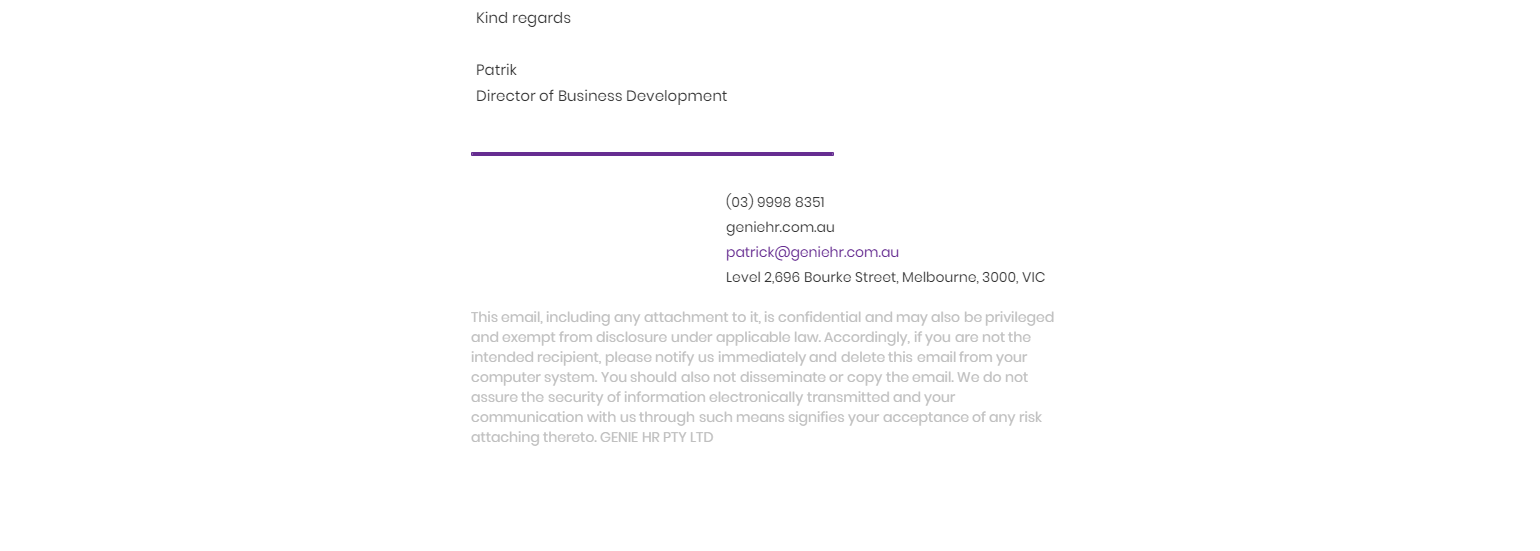 Kind regards
Patrik
Director of Business Development
(03) 9998 8351
geniehr.com.au
patrick@geniehr.com.au
Level 2,696 Bourke Street, Melbourne, 3000, VIC
This email, including any attachment to it, is confidential and may also be privileged
and exempt from disclosure under applicable law. Accordingly, if you are not the
intended recipient, please notify us immediately and delete this email from your
computer system. You should also not disseminate or copy the email. We do not
assure the security of information electronically transmitted and your
communication with us through such means signifies your acceptance of any risk
attaching thereto. GENIE HR PTY LTD